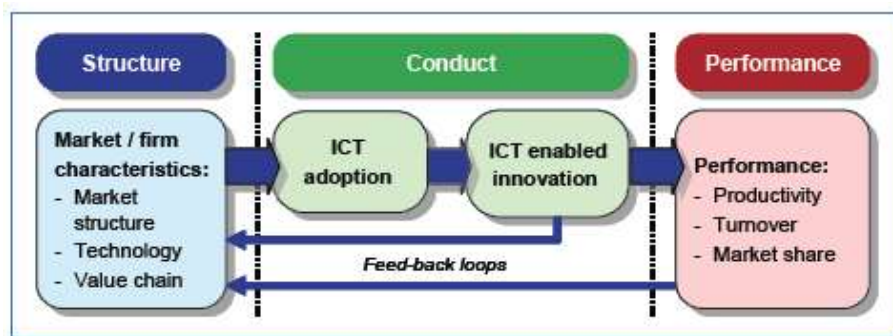 Structure
Conduct
Performance
Market / firm
characteristics:
- Market
structure
- Technology
- Value chain
ICT
adoption
ICT enabled
innovation
Performance:
- Productivity
- Turnover
- Market share
Feed-back loops